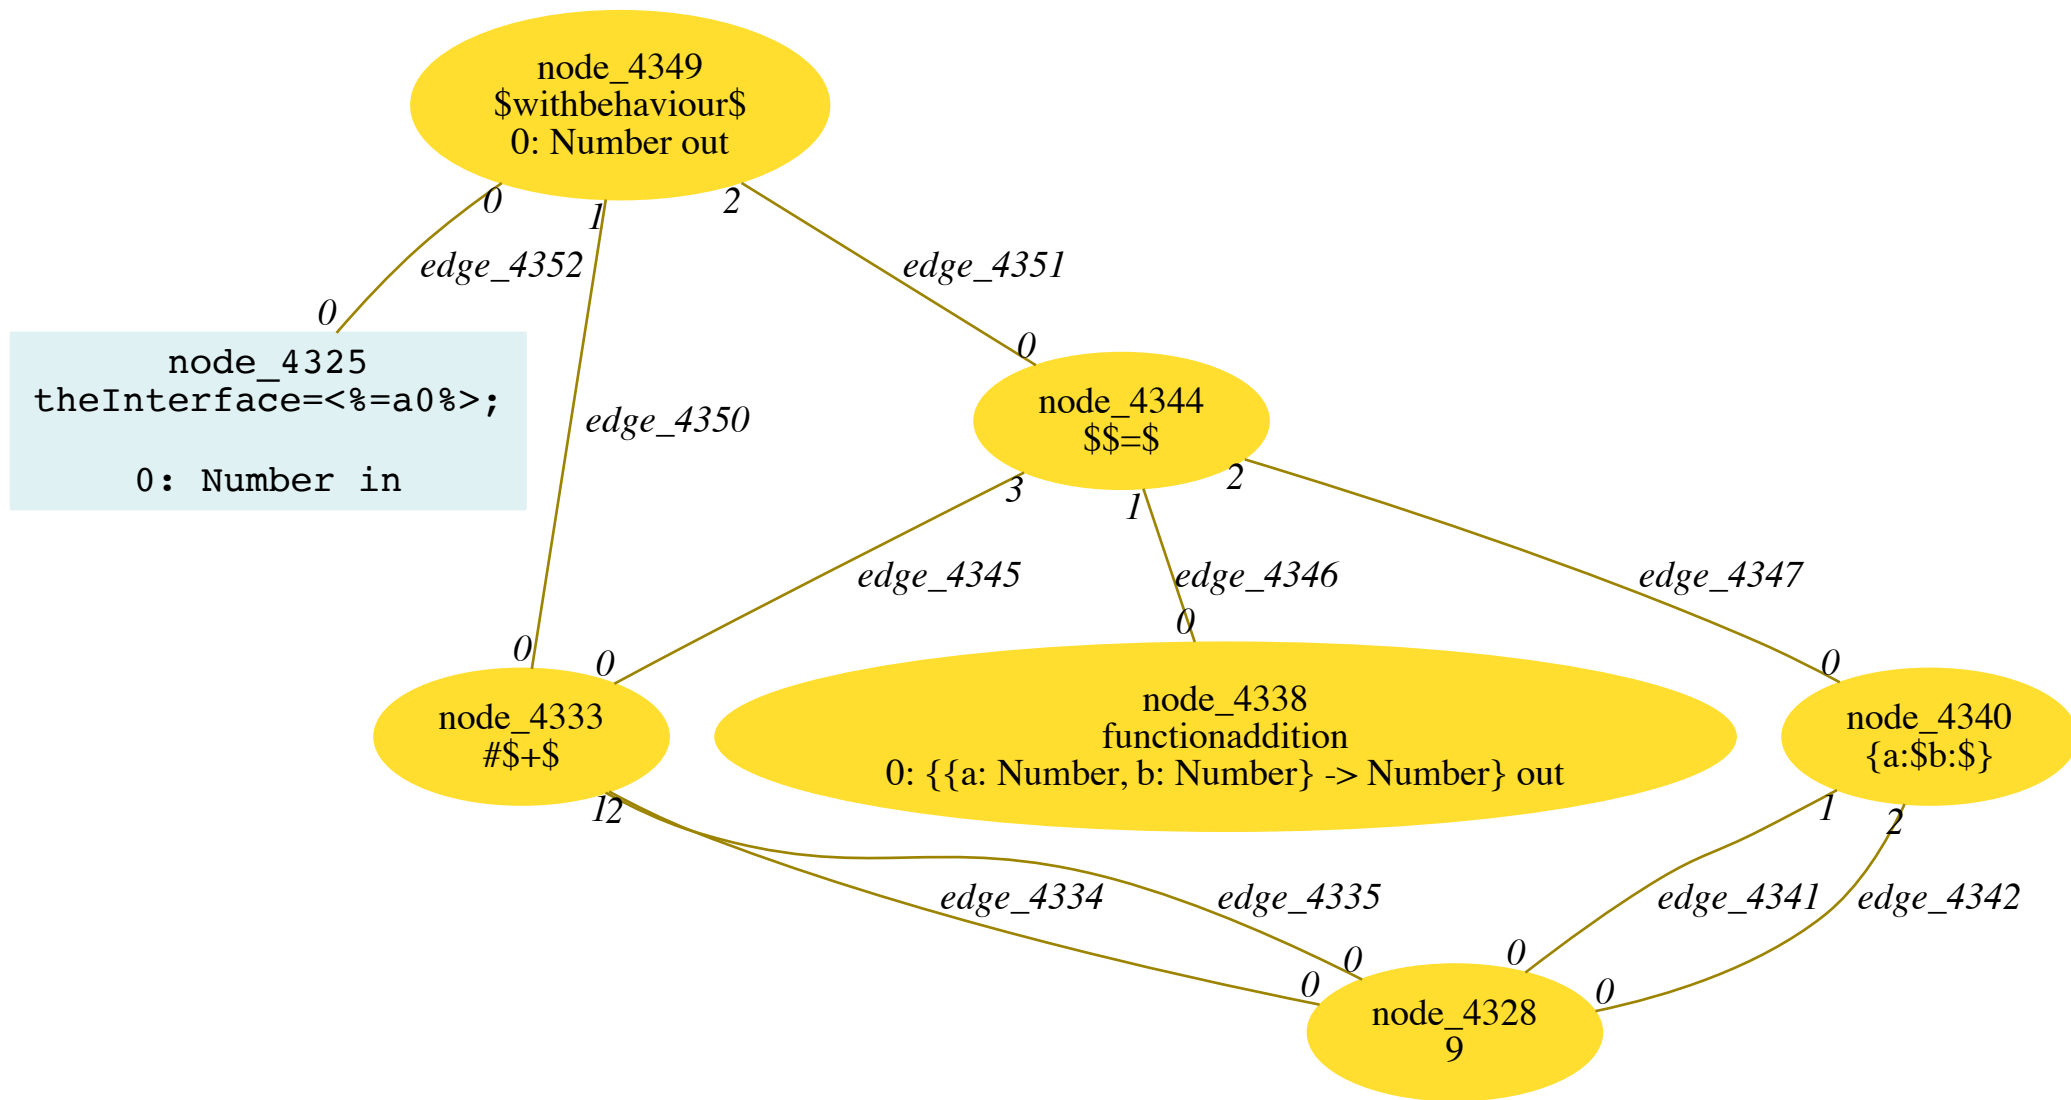 node_4349
$withbehaviour$
0: Number out
0
1
2
edge_4352
edge_4351
0
0
node_4325
theInterface=<%=a0%>;
0: Number in
edge_4350
node_4344
$$=$
3
1
2
edge_4345
edge_4346
edge_4347
0
0
0
0
node_4333
#$+$
node_4338
functionaddition
0: {{a: Number, b: Number} -> Number} out
node_4340
{a:$b:$}
1
2
1
2
edge_4334
edge_4335
edge_4341
edge_4342
0
0
0
0
node_4328
9